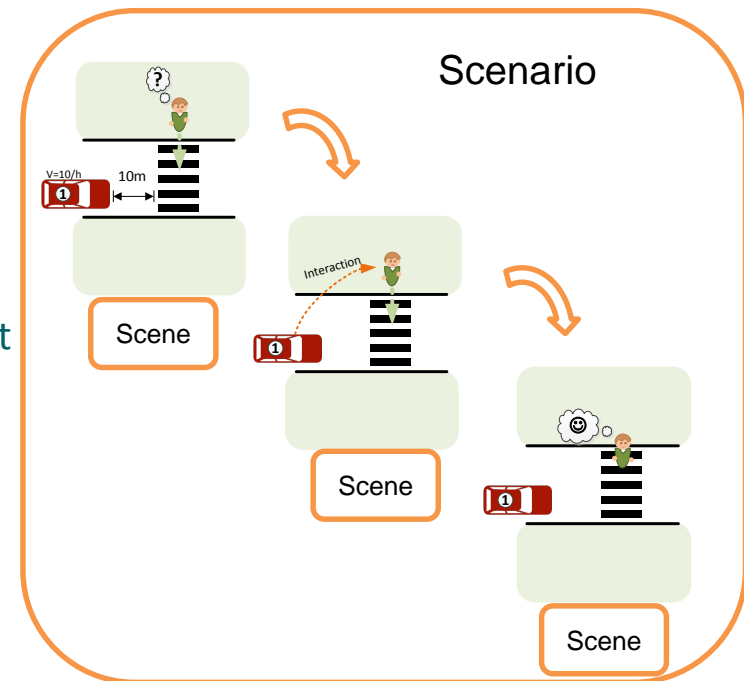 Scenario
?
V=10/h
10m
1
Scene
t
Interaction
1
Scene
☺
1
Scene